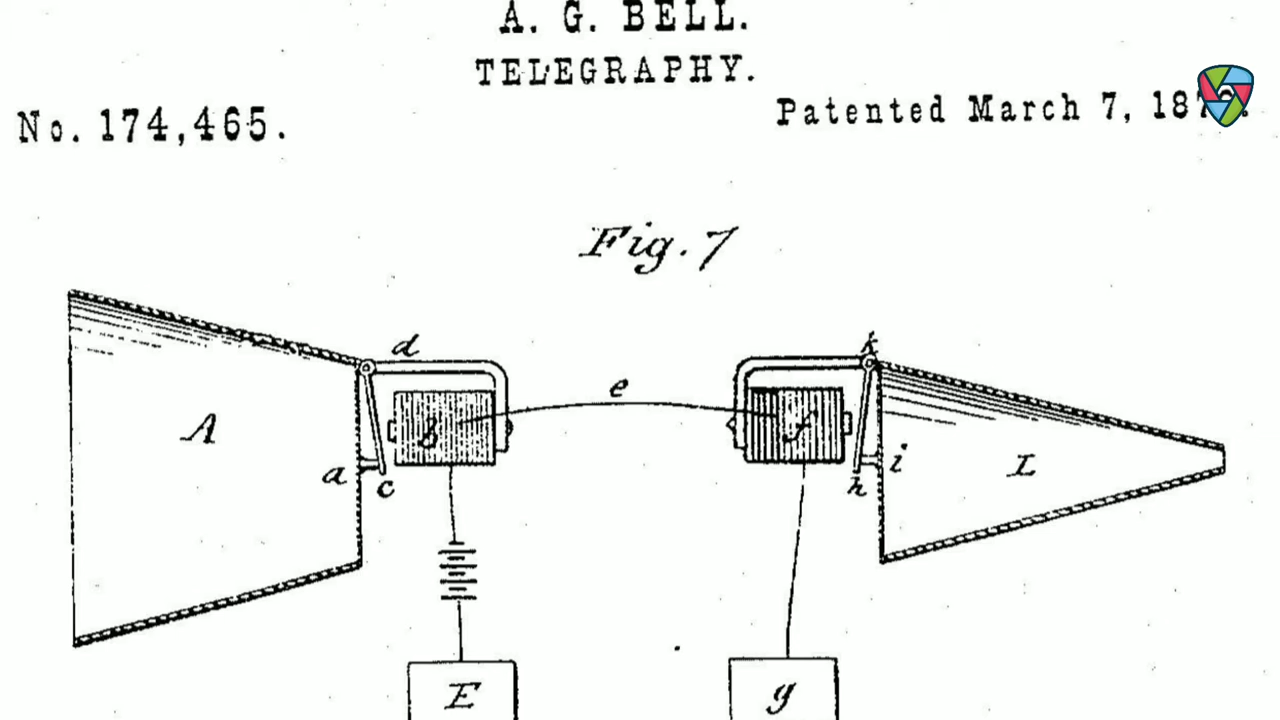 A. G. BELL.
TELEGRAPHY.
No. 174,465.
Patented March 7,
Fig. 7
d
k
e
A
b
f
a
c
h
i
L
E
g